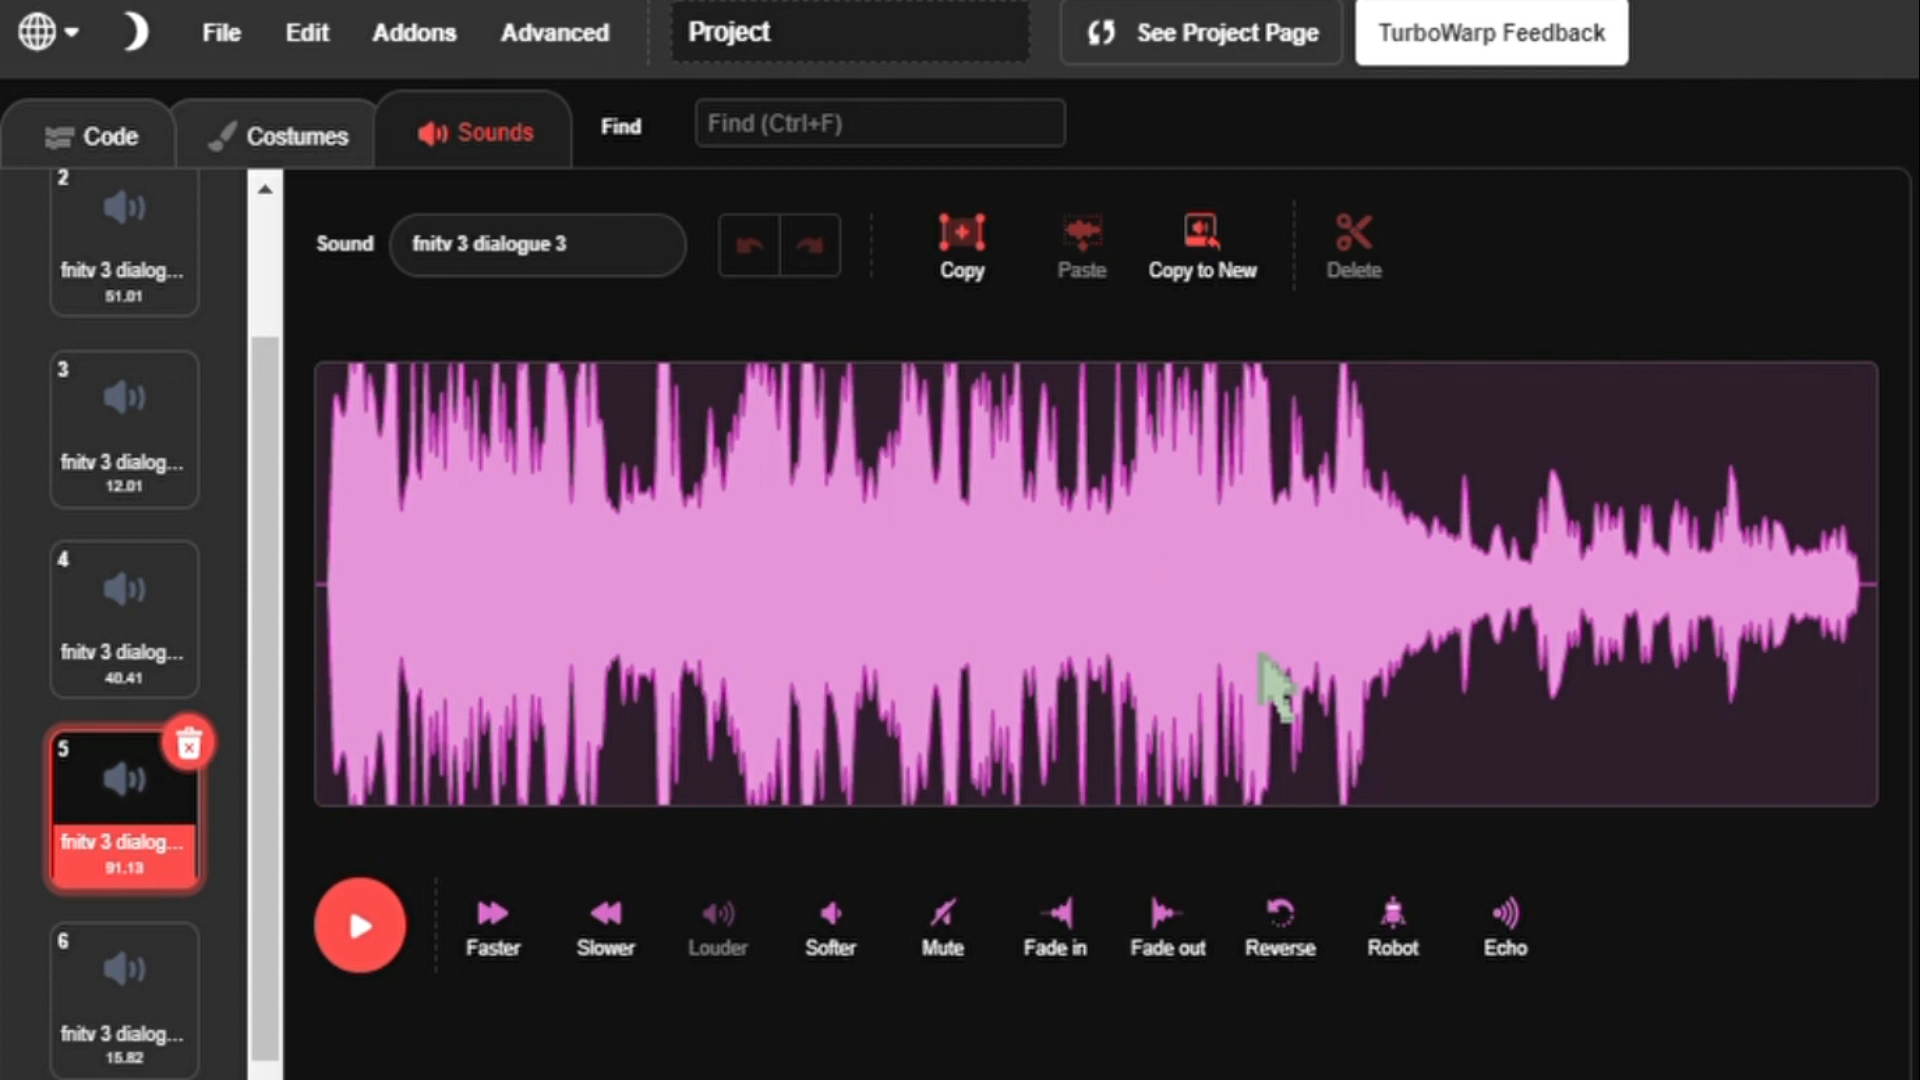 File Edit Addons Advanced Project See Project Page TurboWarp Feedback
Code Costumes Sounds Find Find (Ctrl+F)
2
fnitv 3 dialog...
51.01
3
fnitv 3 dialog...
12.01
4
fnitv 3 dialog...
40.41
5
fnitv 3 dialog...
91.13
6
fnitv 3 dialog...
15.82
Sound fnitv 3 dialogue 3
Copy Paste Copy to New Delete
Faster Slower Louder Softer Mute Fade in Fade out Reverse Robot Echo